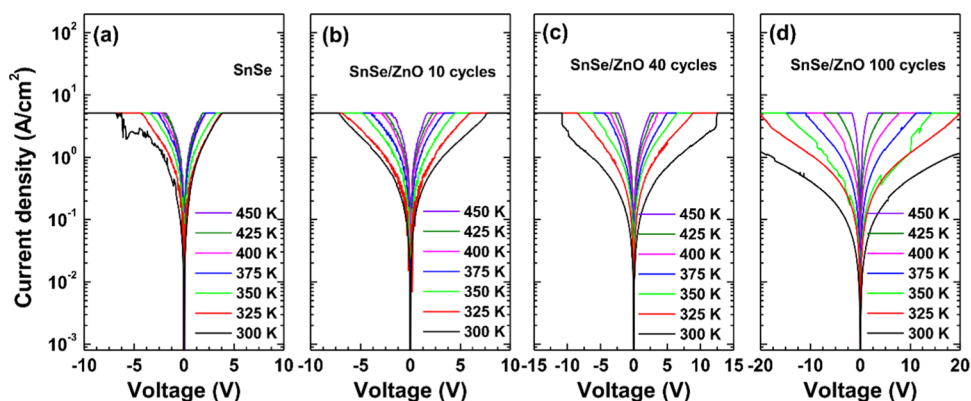 (a)
SnSe
(b)
SnSe/ZnO 10 cycles
(c)
SnSe/ZnO 40 cycles
(d)
SnSe/ZnO 100 cycles
Current density (A/cm²)
10²
10¹
10⁰
10⁻¹
10⁻²
10⁻³
450 K
425 K
400 K
375 K
350 K
325 K
300 K
450 K
425 K
400 K
375 K
350 K
325 K
300 K
450 K
425 K
400 K
375 K
350 K
325 K
300 K
450 K
425 K
400 K
375 K
350 K
325 K
300 K
-10 -5 0 5 10
-10 -5 0 5 10
-15 -10 -5 0 5 10 15
-20 -10 0 10 20
Voltage (V)
Voltage (V)
Voltage (V)
Voltage (V)